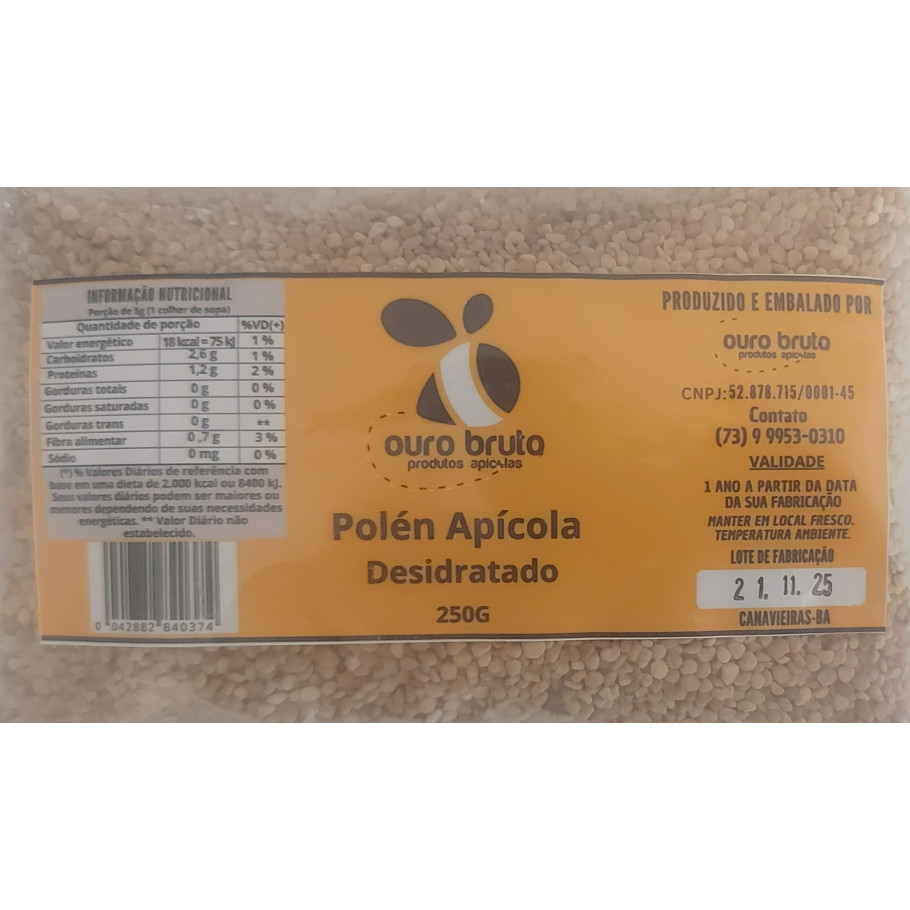 INFORMAÇÃO NUTRICIONAL
Porção de 5g (1 colher de sopa)
Quantidade de porção %VD(+)
Valor energético 18 kcal=75 kJ 1 %
Carboidratos 2,6 g 1 %
Proteínas 1,2 g 2 %
Gorduras totais 0 g 0 %
Gorduras saturadas 0 g 0 %
Gorduras trans 0 g **
Fibra alimentar 0,7 g 3 %
Sódio 0 mg 0 %
(*) % Valores Diários de referência com
base em uma dieta de 2.000 kcal ou 8400 kJ.
Seus valores diários podem ser maiores ou
menores dependendo de suas necessidades
energéticas. ** Valor Diário não
estabelecido.
0 042882 840374
ouro bruto
produtos apícolas
Polén Apícola
Desidratado
250G
PRODUZIDO E EMBALADO POR
ouro bruto
produtos apícolas
CNPJ:52.878.715/0001-45
Contato
(73) 9 9953-0310
VALIDADE
1 ANO A PARTIR DA DATA
DA SUA FABRICAÇÃO
MANTER EM LOCAL FRESCO.
TEMPERATURA AMBIENTE.
LOTE DE FABRICAÇÃO
21.11.25
CANAVIEIRAS-BA